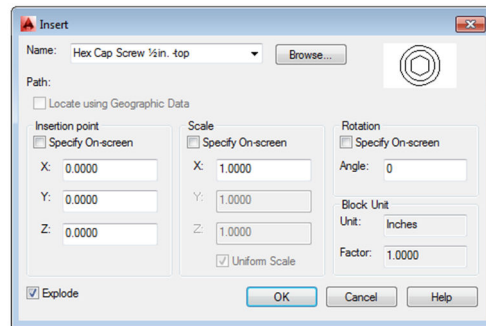 Insert
Name: Hex Cap Screw ½in. -top Browse...
Path:
Locate using Geographic Data
Insertion point Scale Rotation
Specify On-screen Specify On-screen Specify On-screen
X: 0.0000 X: 1.0000 Angle: 0
Y: 0.0000 Y: 1.0000 Block Unit
Z: 0.0000 Z: 1.0000 Unit: Inches
Uniform Scale Factor: 1.0000
Explode OK Cancel Help